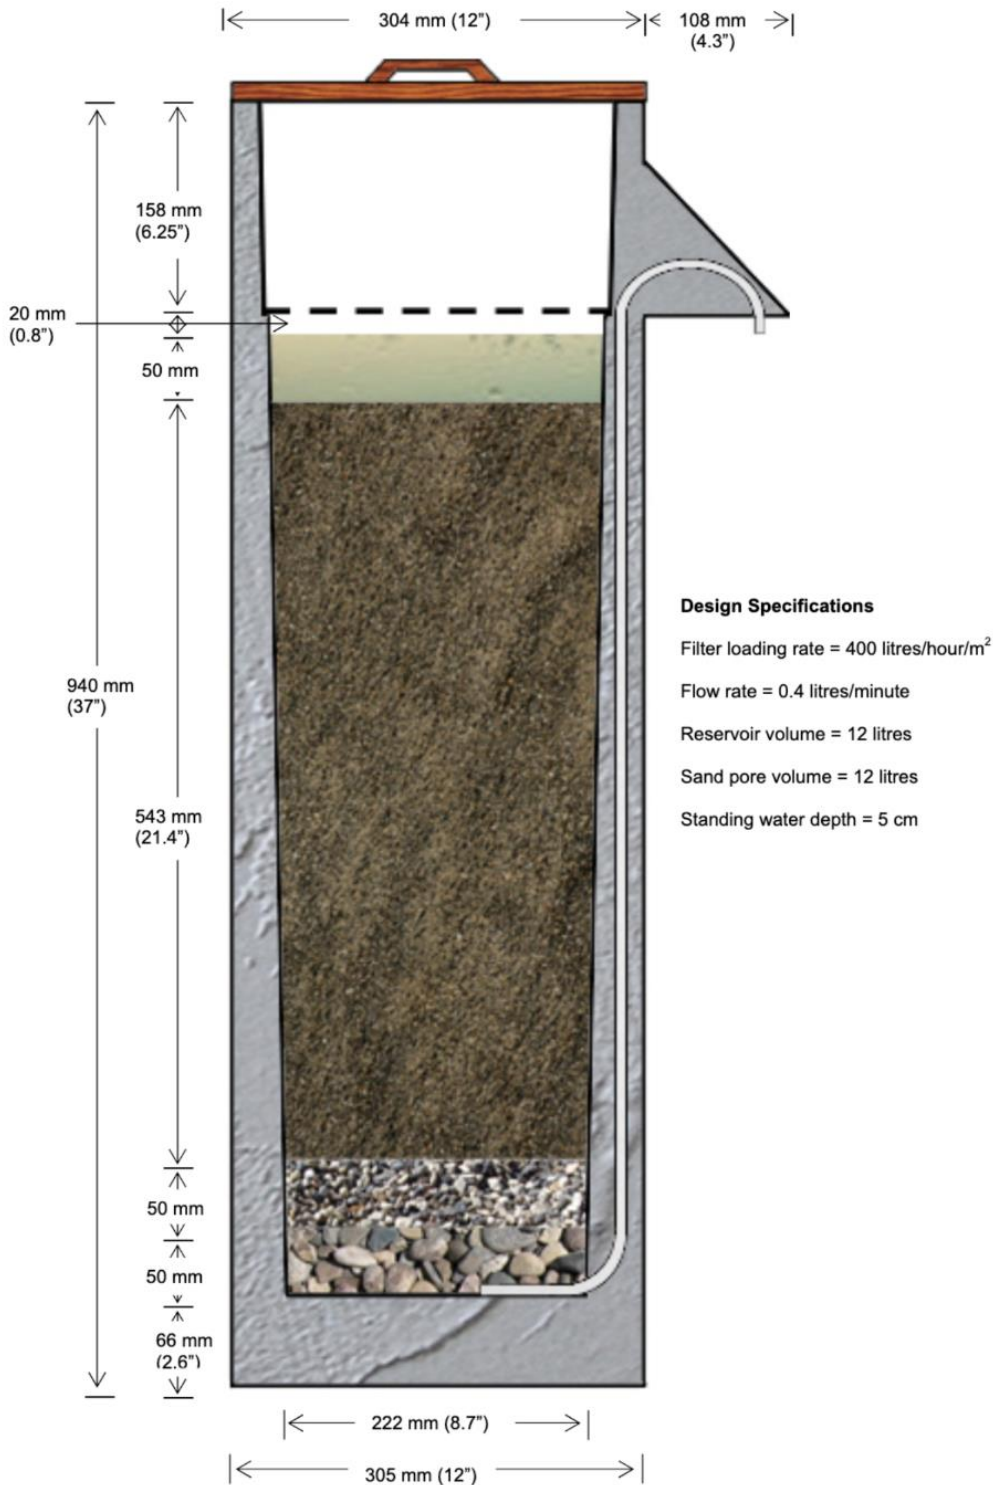 304 mm (12”)
108 mm
(4.3”)
158 mm
(6.25”)
20 mm
(0.8”)
50 mm
940 mm
(37”)
543 mm
(21.4”)
Design Specifications
Filter loading rate = 400 litres/hour/m²
Flow rate = 0.4 litres/minute
Reservoir volume = 12 litres
Sand pore volume = 12 litres
Standing water depth = 5 cm
50 mm
50 mm
66 mm
(2.6”)
222 mm (8.7”)
305 mm (12”)